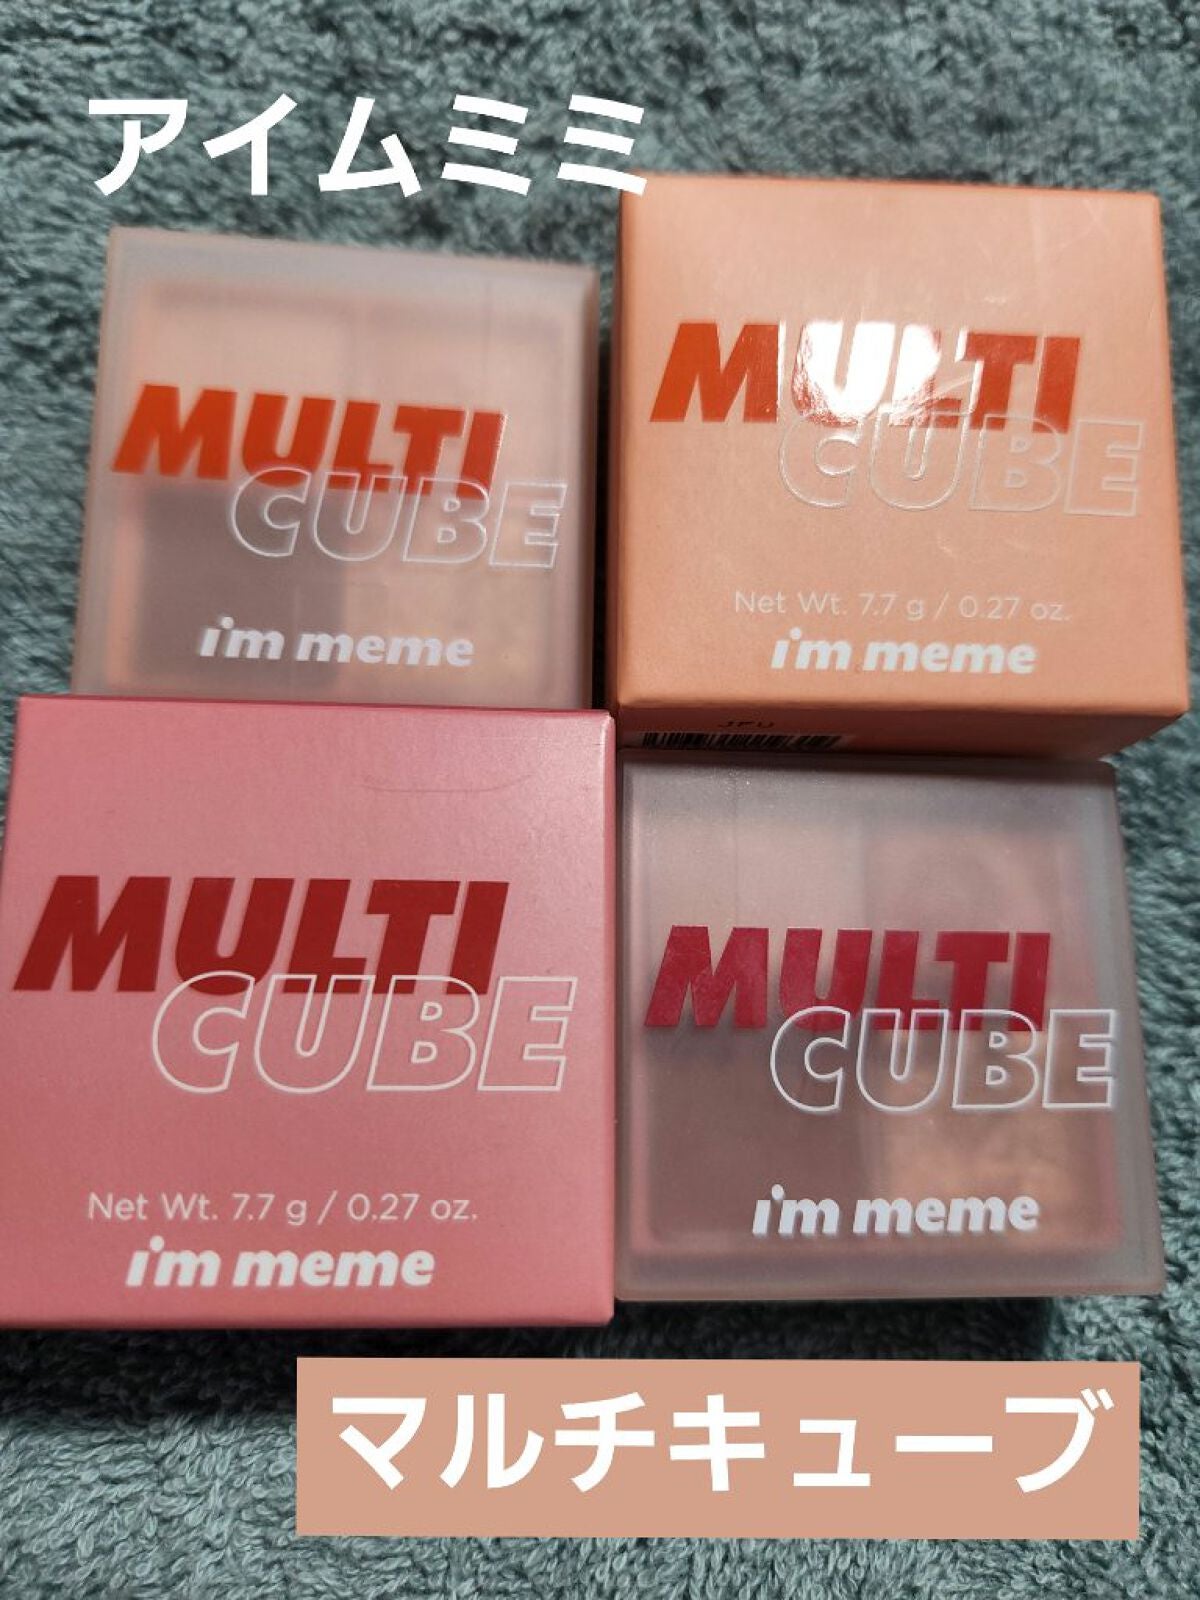 アイムミミ
MULTI
CUBE
i'm meme
MULTI
CUBE
Net Wt. 7.7 g / 0.27 oz.
i'm meme
MULTI
CUBE
Net Wt. 7.7 g / 0.27 oz.
i'm meme
MULTI
CUBE
i'm meme
マルチキューブ